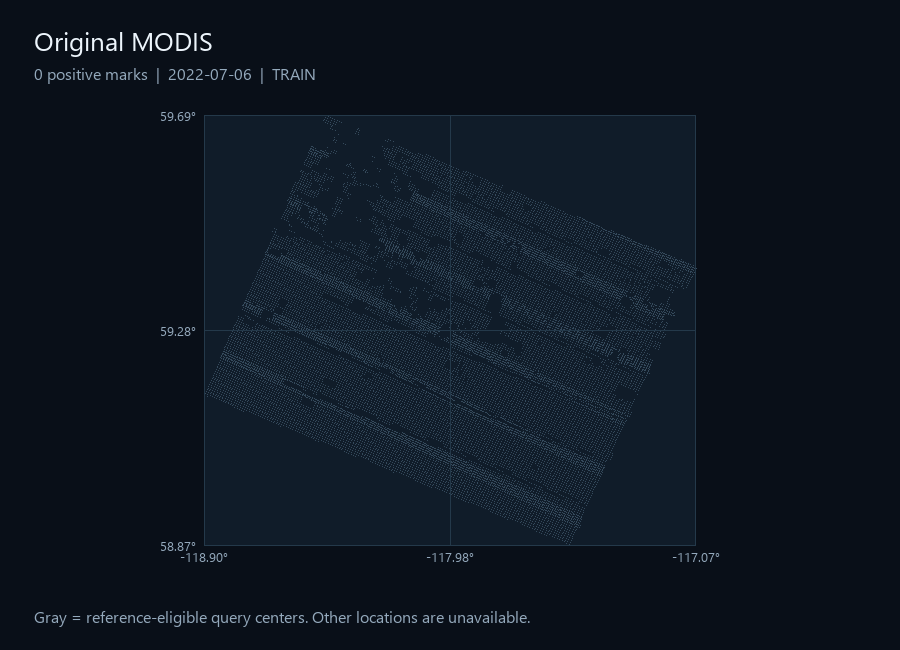 Original MODIS
0 positive marks | 2022-07-06 | TRAIN
59.69°
59.28°
58.87°
-118.90° -117.98° -117.07°
Gray = reference-eligible query centers. Other locations are unavailable.